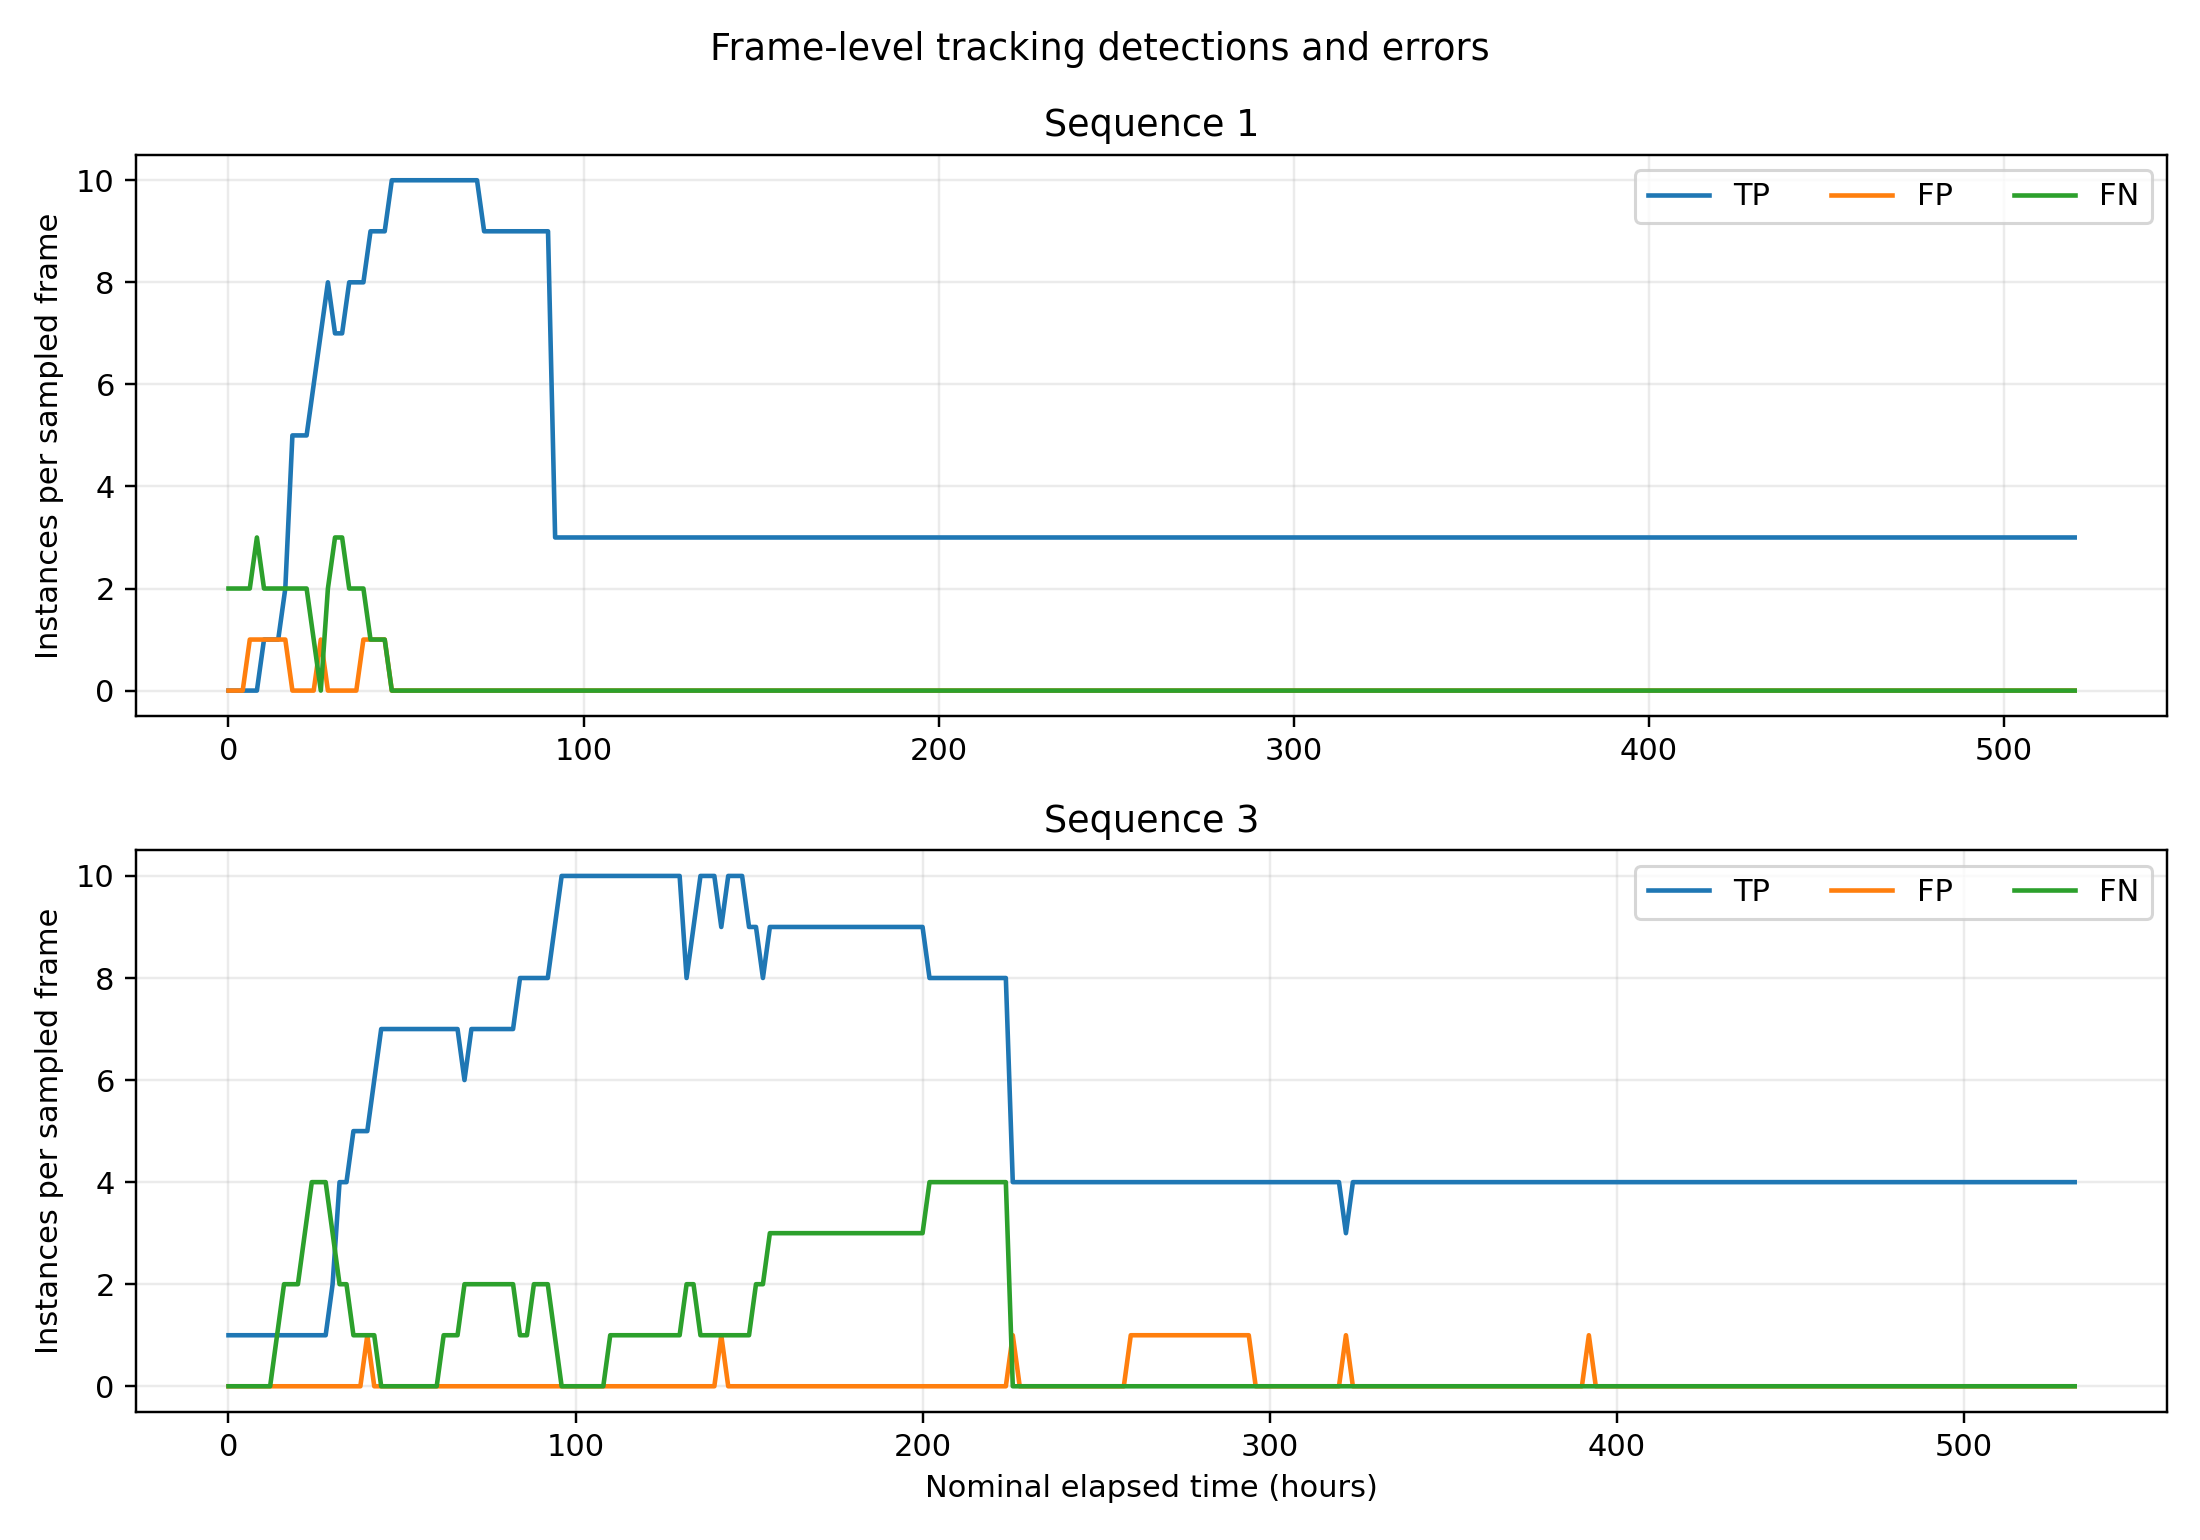 Frame-level tracking detections and errors
Sequence 1
Instances per sampled frame
10
8
6
4
2
0
TP FP FN
0 100 200 300 400 500
Sequence 3
Instances per sampled frame
10
8
6
4
2
0
TP FP FN
0 100 200 300 400 500
Nominal elapsed time (hours)